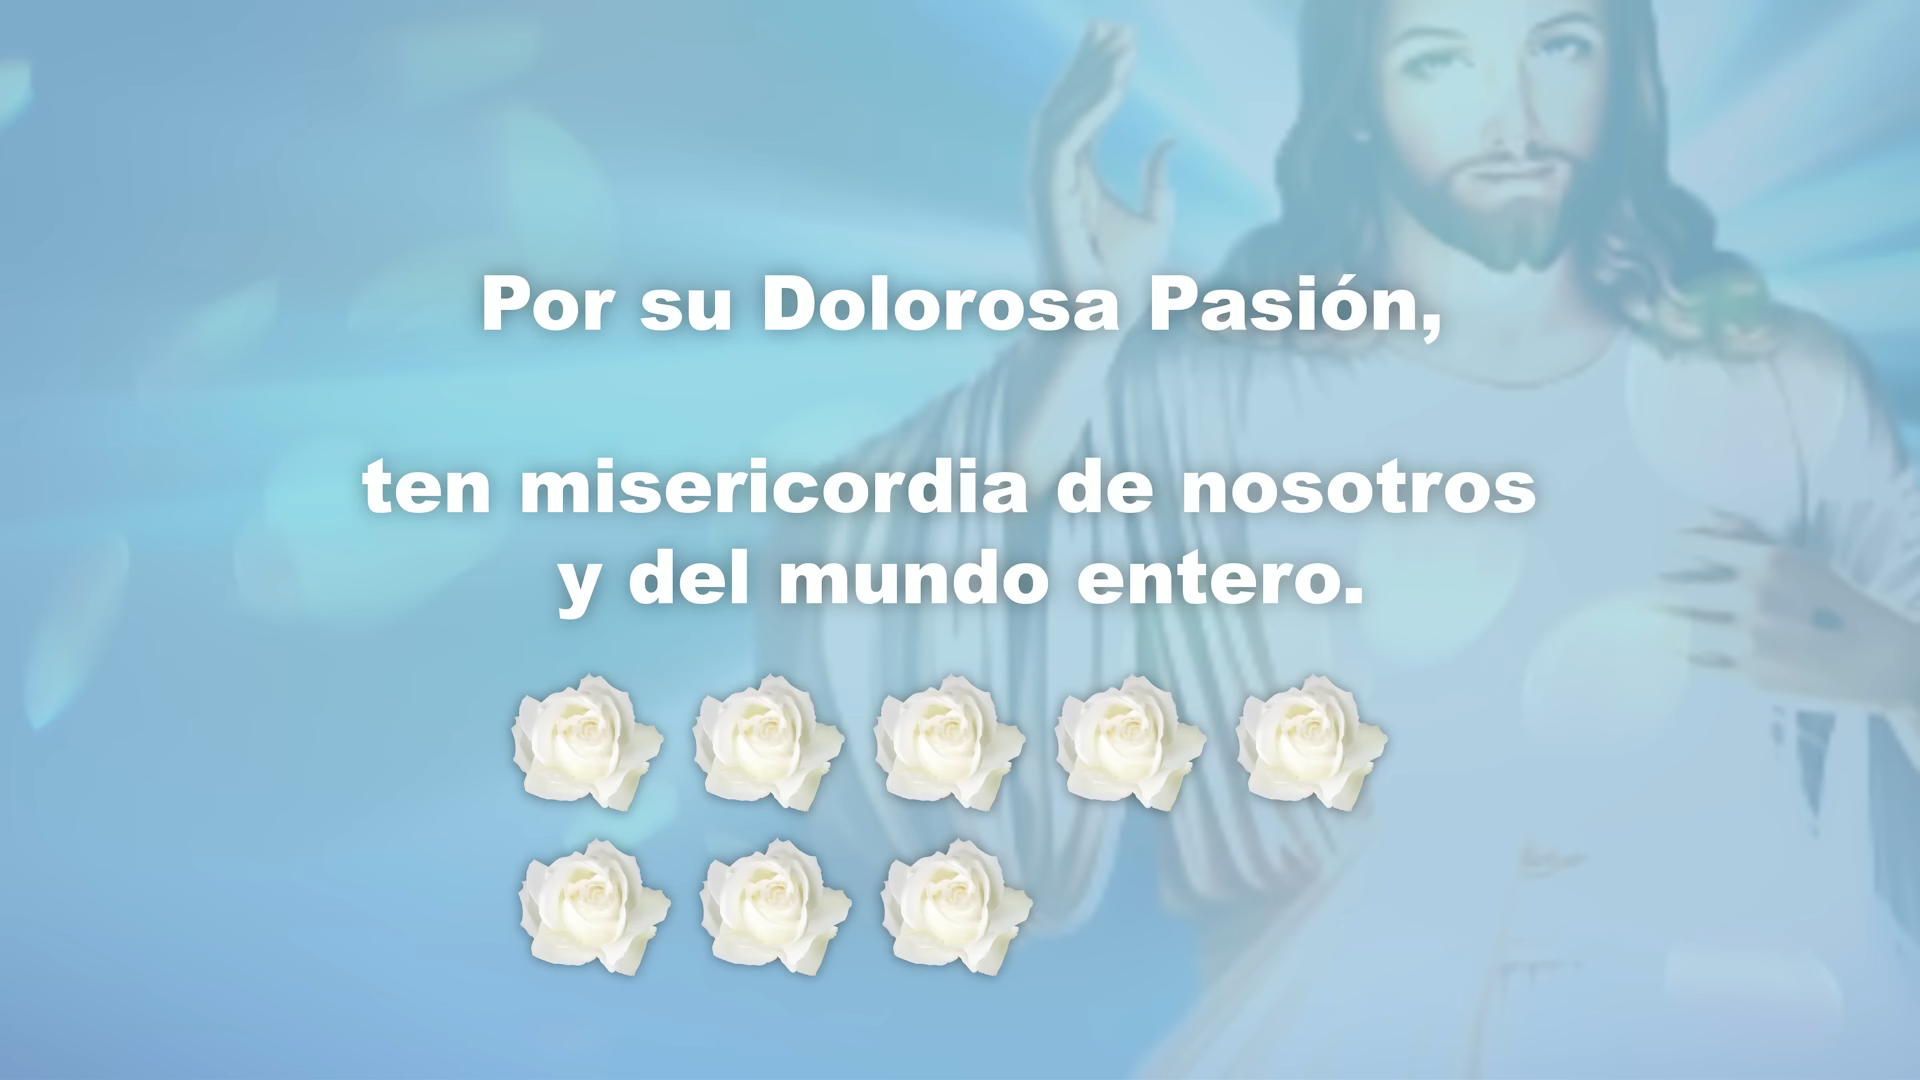 Por su Dolorosa Pasión,
ten misericordia de nosotros
y del mundo entero.